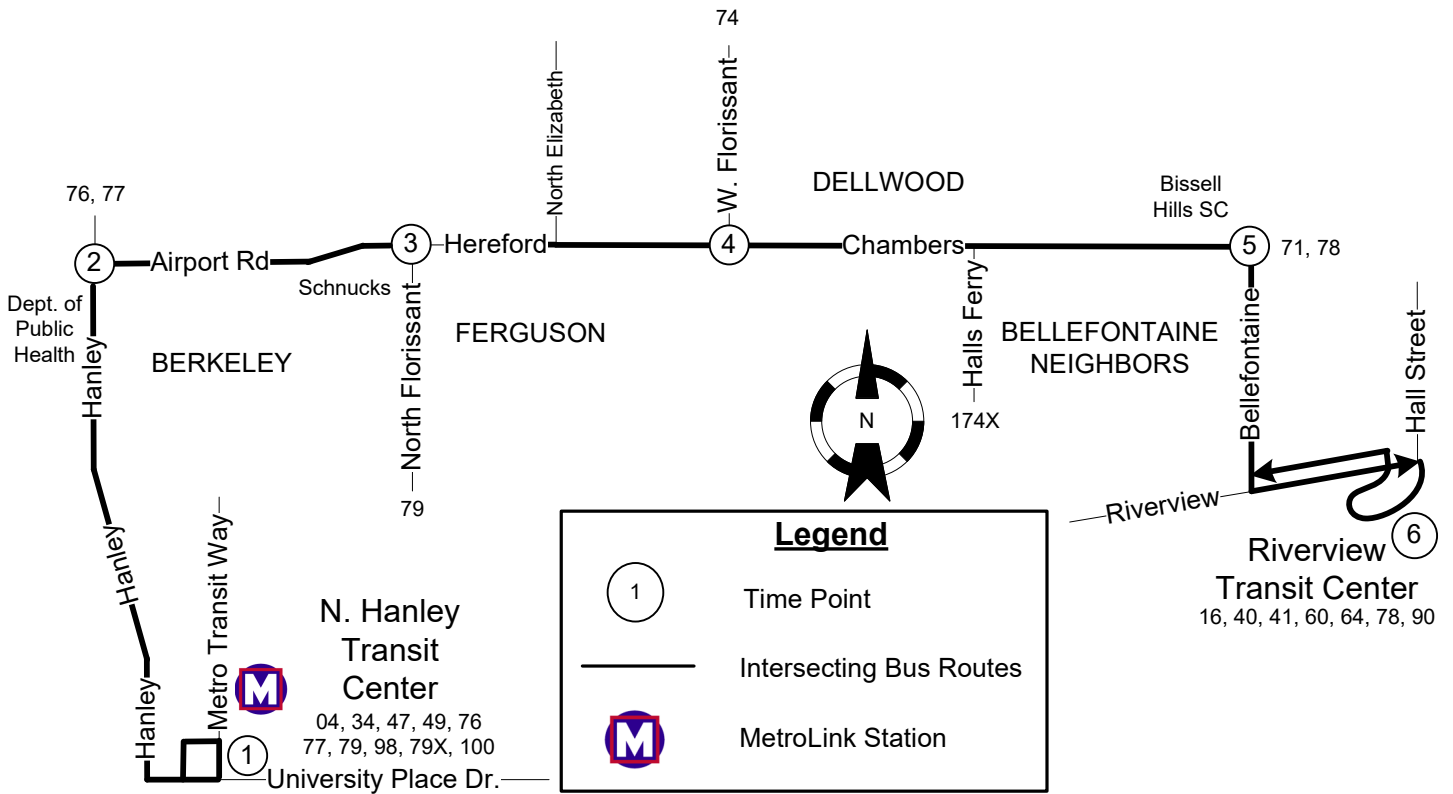 74
North Elizabeth
W. Florissant
DELLWOOD
Bissell
Hills SC
76, 77
2
Airport Rd
3
Hereford
4
Chambers
5
71, 78
Schnucks
Dept. of
Public
Health
Hanley
BERKELEY
North Florissant
79
FERGUSON
Halls Ferry
174X
BELLEFONTAINE
NEIGHBORS
Bellefontaine
Hall Street
N
Riverview
6
Riverview
Transit Center
16, 40, 41, 60, 64, 78, 90
Hanley
Hanley
Metro Transit Way
M
N. Hanley
Transit
Center
04, 34, 47, 49, 76
77, 79, 98, 79X, 100
1
University Place Dr.
Legend
1
Time Point
Intersecting Bus Routes
M
MetroLink Station